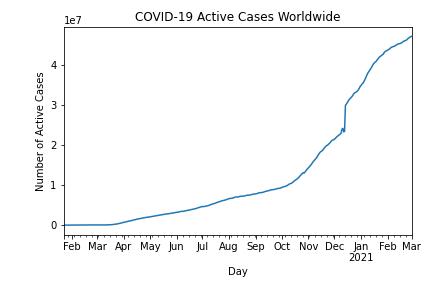 COVID-19 Active Cases Worldwide
1e7
Number of Active Cases
4
3
2
1
0
Feb Mar Apr May Jun Jul Aug Sep Oct Nov Dec Jan Feb Mar
2021
Day